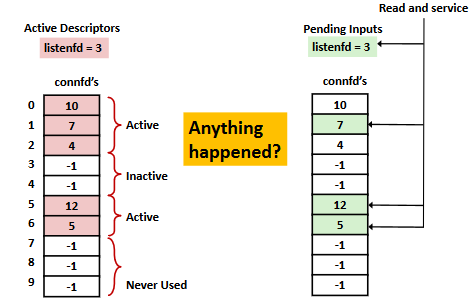 Read and service
Active Descriptors
Pending Inputs
listenfd = 3
listenfd = 3
connfd's
connfd's
0 10 10
1 7 Active 7
2 4 4
3 -1 -1
4 -1 Inactive -1
5 12 12
6 5 Active 5
7 -1 -1
8 -1 -1
9 -1 Never Used -1
Anything
happened?